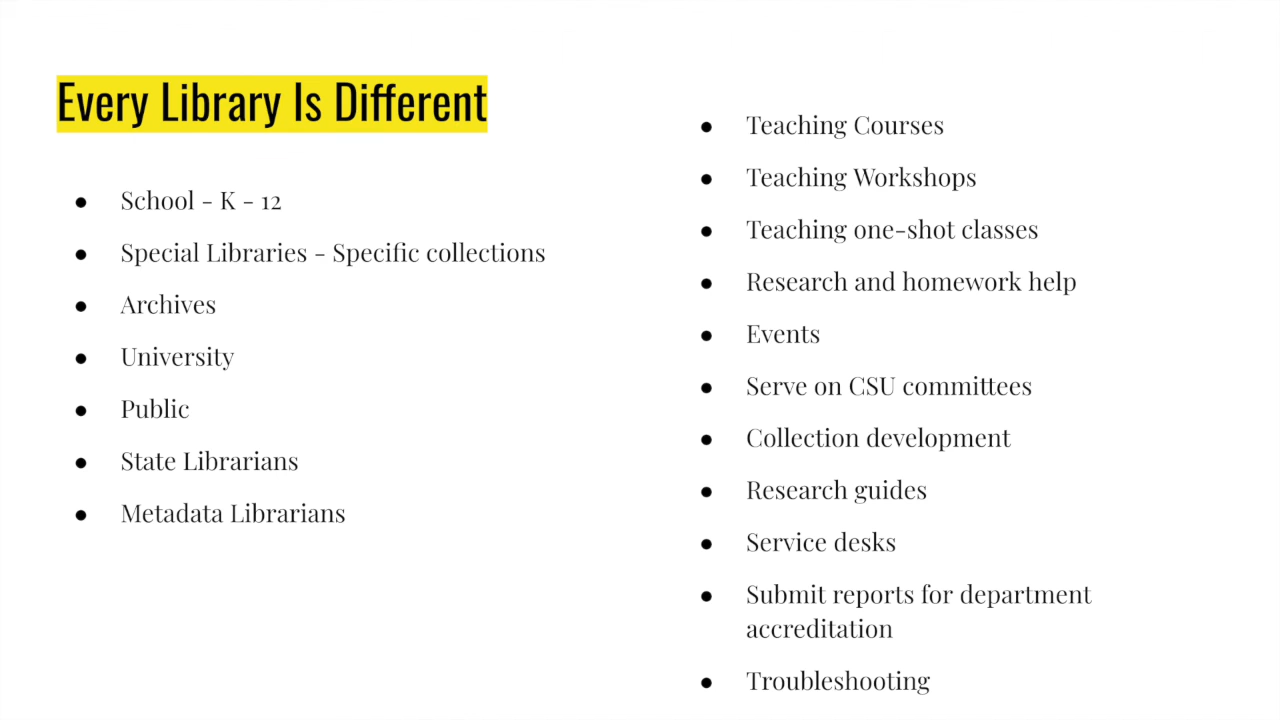 Every Library Is Different
● School - K - 12
● Special Libraries - Specific collections
● Archives
● University
● Public
● State Librarians
● Metadata Librarians
● Teaching Courses
● Teaching Workshops
● Teaching one-shot classes
● Research and homework help
● Events
● Serve on CSU committees
● Collection development
● Research guides
● Service desks
● Submit reports for department
accreditation
● Troubleshooting